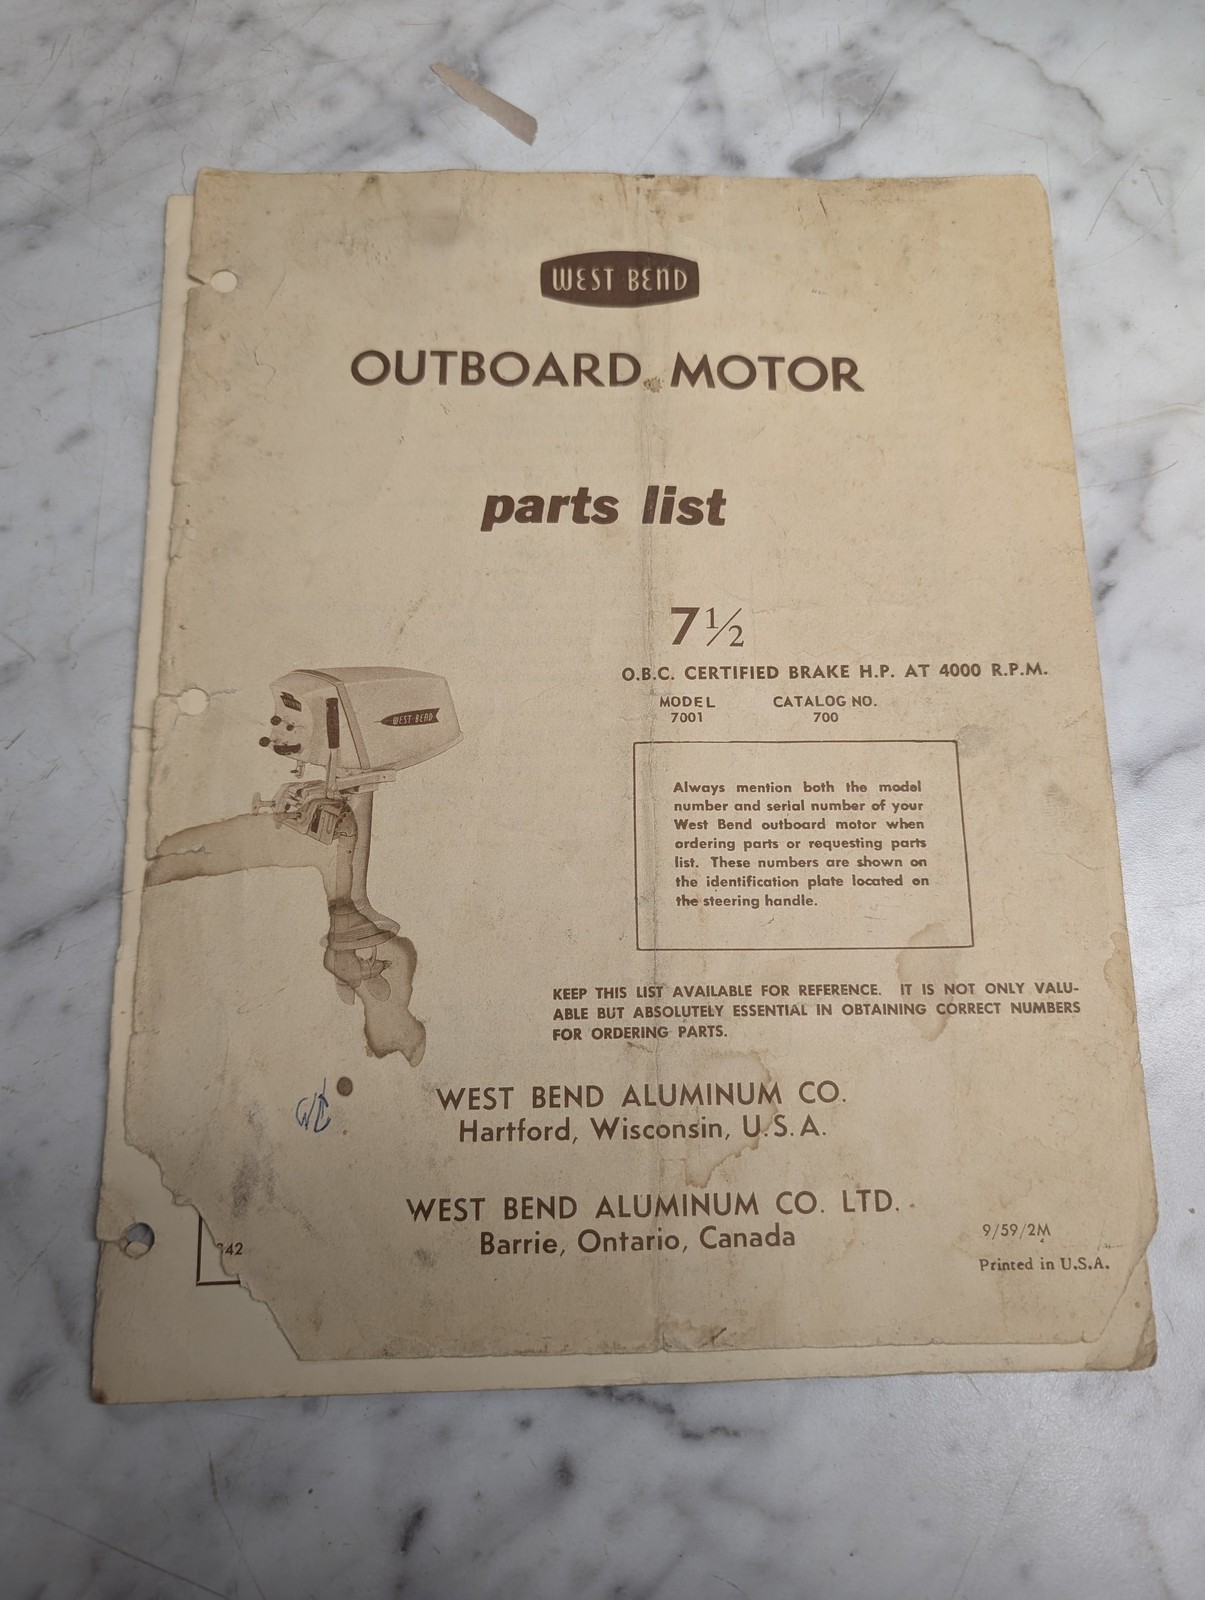 WEST BEND
OUTBOARD MOTOR
parts list
7½
O.B.C. CERTIFIED BRAKE H.P. AT 4000 R.P.M.
MODEL CATALOG NO.
7001 700
WEST-BEND
Always mention both the model
number and serial number of your
West Bend outboard motor when
ordering parts or requesting parts
list. These numbers are shown on
the identification plate located on
the steering handle.
KEEP THIS LIST AVAILABLE FOR REFERENCE. IT IS NOT ONLY VALU-
ABLE BUT ABSOLUTELY ESSENTIAL IN OBTAINING CORRECT NUMBERS
FOR ORDERING PARTS.
WEST BEND ALUMINUM CO.
Hartford, Wisconsin, U.S.A.
WEST BEND ALUMINUM CO. LTD.
Barrie, Ontario, Canada
42
9/59/2M
Printed in U.S.A.